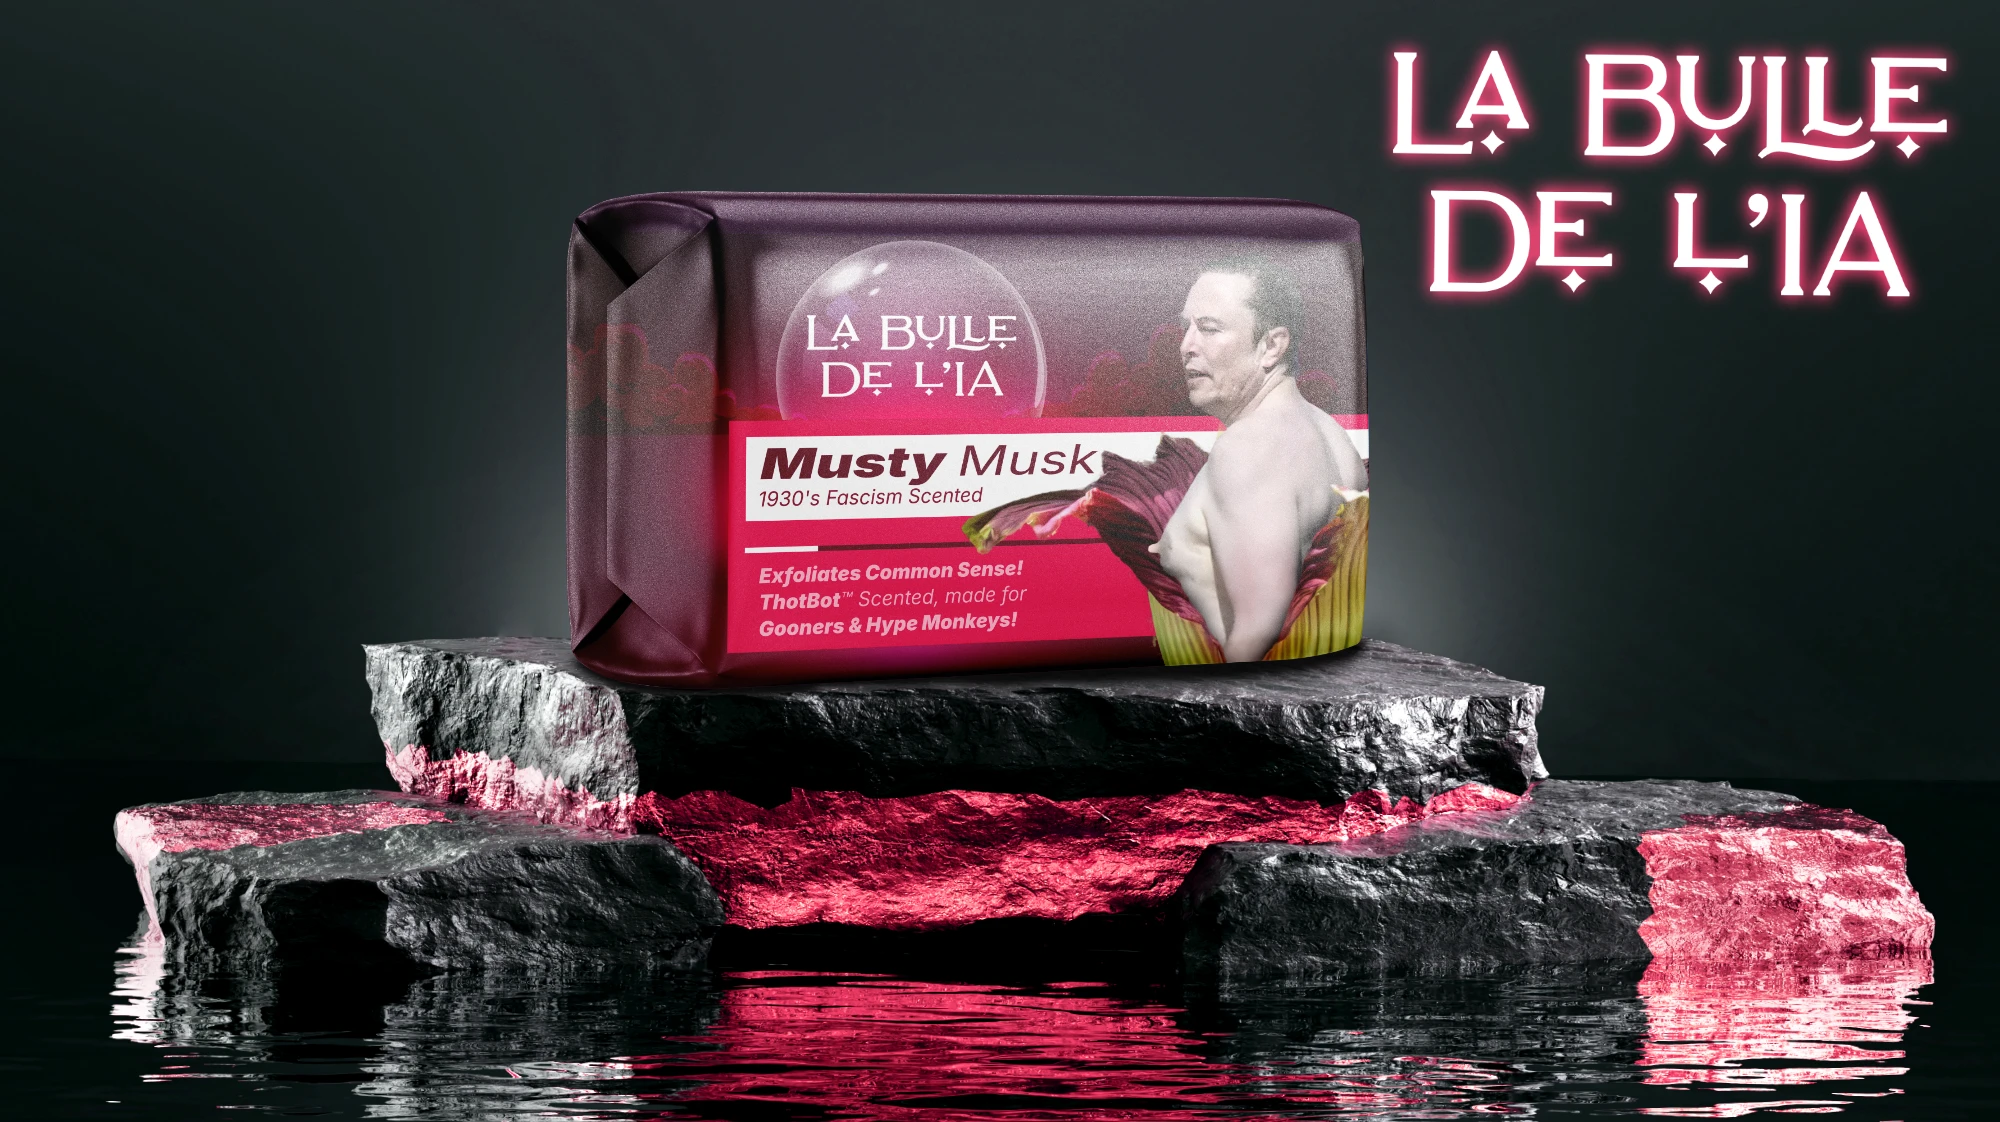 LA BULLE
DE L'IA
LA BULLE
DE L'IA
Musty Musk
1930's Fascism Scented
Exfoliates Common Sense!
ThotBot™ Scented, made for
Gooners & Hype Monkeys!